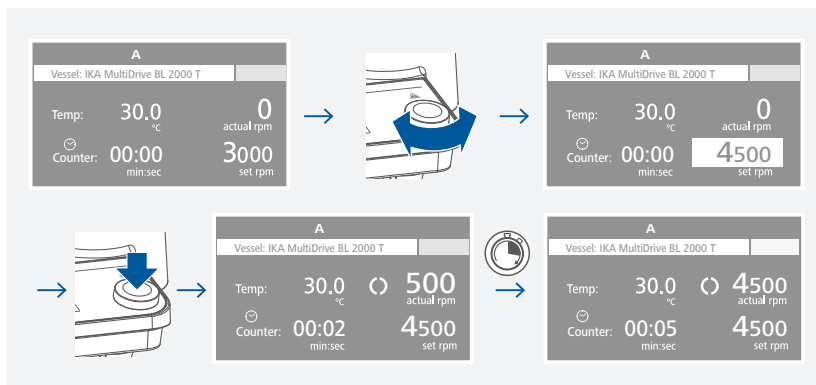 A
Vessel: IKA MultiDrive BL 2000 T
Temp: 30.0 0
°C actual rpm
Counter: 00:00 3000
min:sec set rpm
A
Vessel: IKA MultiDrive BL 2000 T
Temp: 30.0 0
°C actual rpm
Counter: 00:00 4500
min:sec set rpm
A
Vessel: IKA MultiDrive BL 2000 T
Temp: 30.0 500
°C actual rpm
Counter: 00:02 4500
min:sec set rpm
A
Vessel: IKA MultiDrive BL 2000 T
Temp: 30.0 4500
°C actual rpm
Counter: 00:05 4500
min:sec set rpm